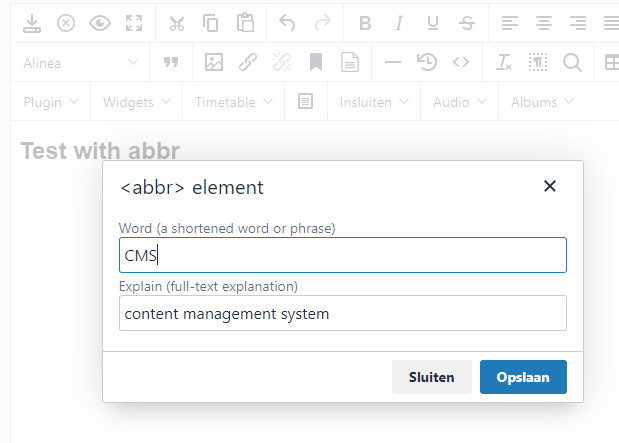 B I U S
Alinea
Plugin Widgets Timetable Insluiten Audio Albums
Test with abbr
<abbr> element
Word (a shortened word or phrase)
CMS
Explain (full-text explanation)
content management system
Sluiten Opslaan